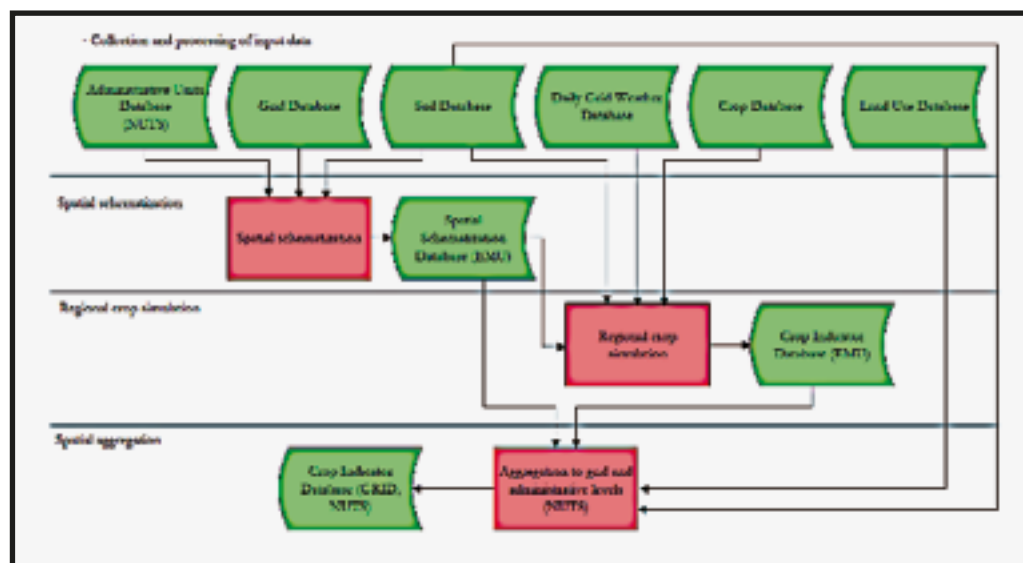 - Collection and processing of input data
Administrative Units
Database
(NUTS)
Grid Database
Soil Database
Daily Grid Weather
Database
Crop Database
Land Use Database
Spatial schematization
Spatial schematization
Spatial
Schematization
Database (EMU)
Regional crop simulation
Regional crop
simulation
Crop Indicator
Database (EMU)
Spatial aggregation
Crop Indicator
Database (GRID,
NUTS)
Aggregation to grid and
administrative levels
(NUTS)